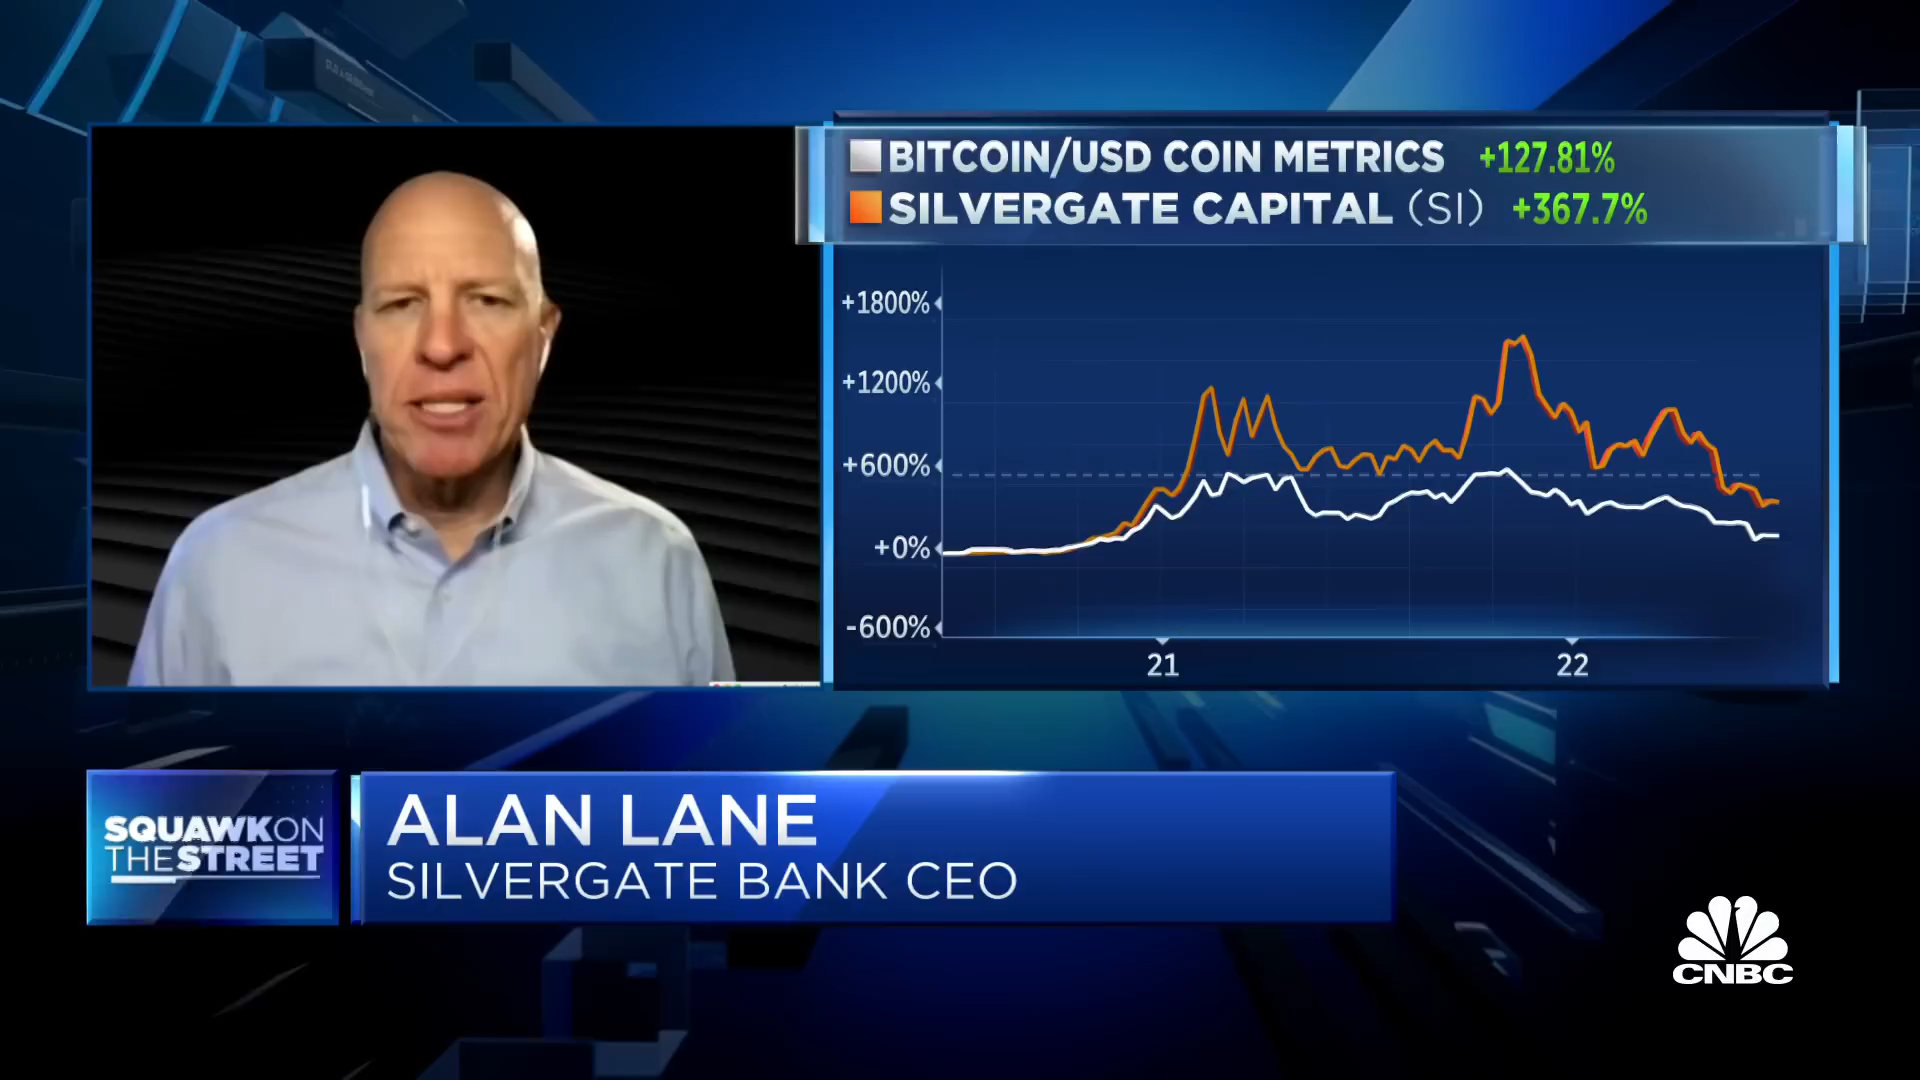 BITCOIN/USD COIN METRICS +127.81%
SILVERGATE CAPITAL (SI) +367.7%
+1800%
+1200%
+600%
+0%
-600%
21 22
SQUAWK ON
THE STREET
ALAN LANE
SILVERGATE BANK CEO
CNBC